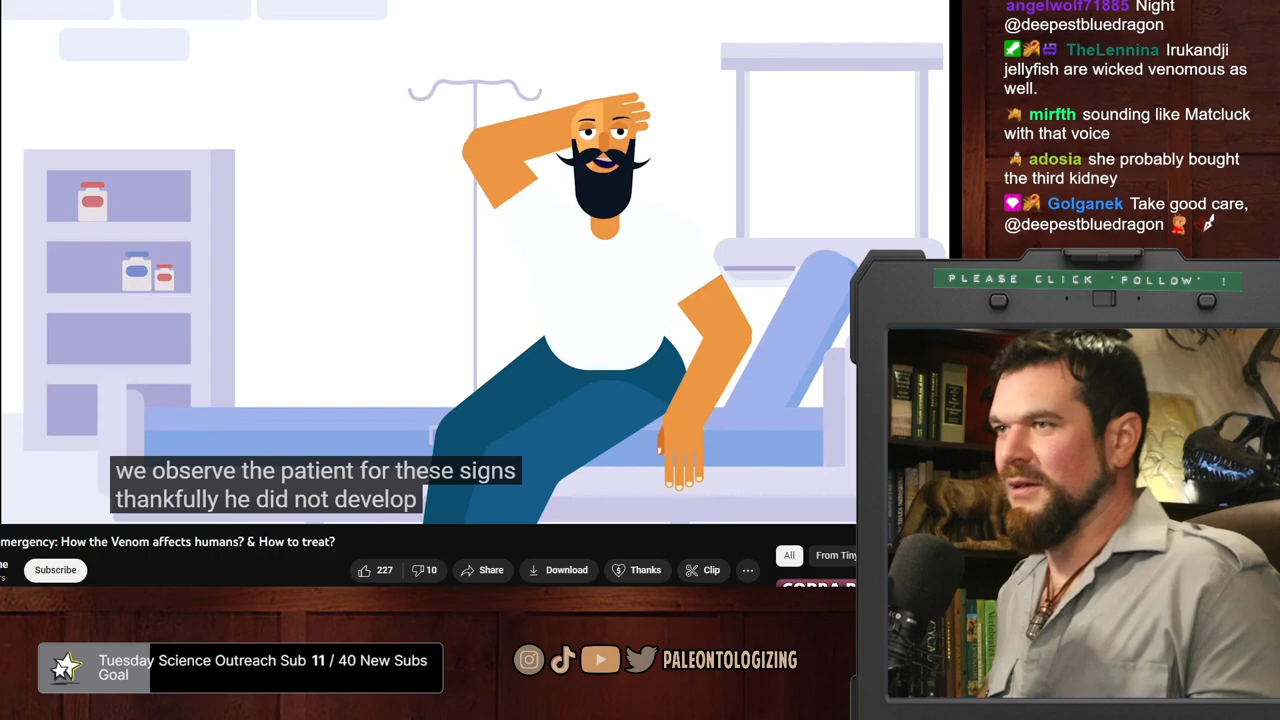 angelwolf71885 Night
@deepestbluedragon
TheLennina Irukandji
jellyfish are wicked venomous as
well.
mirfth sounding like Matcluck
with that voice
adosia she probably bought
the third kidney
Golganek Take good care,
@deepestbluedragon
PLEASE CLICK 'FOLLOW' !
we observe the patient for these signs
thankfully he did not develop
mergency: How the Venom affects humans? & How to treat?
me
Subscribe
227
10
Share
Download
Thanks
Clip
All
From Tiny
Tuesday Science Outreach Sub 11 / 40 New Subs
Goal
PALEONTOLOGIZING